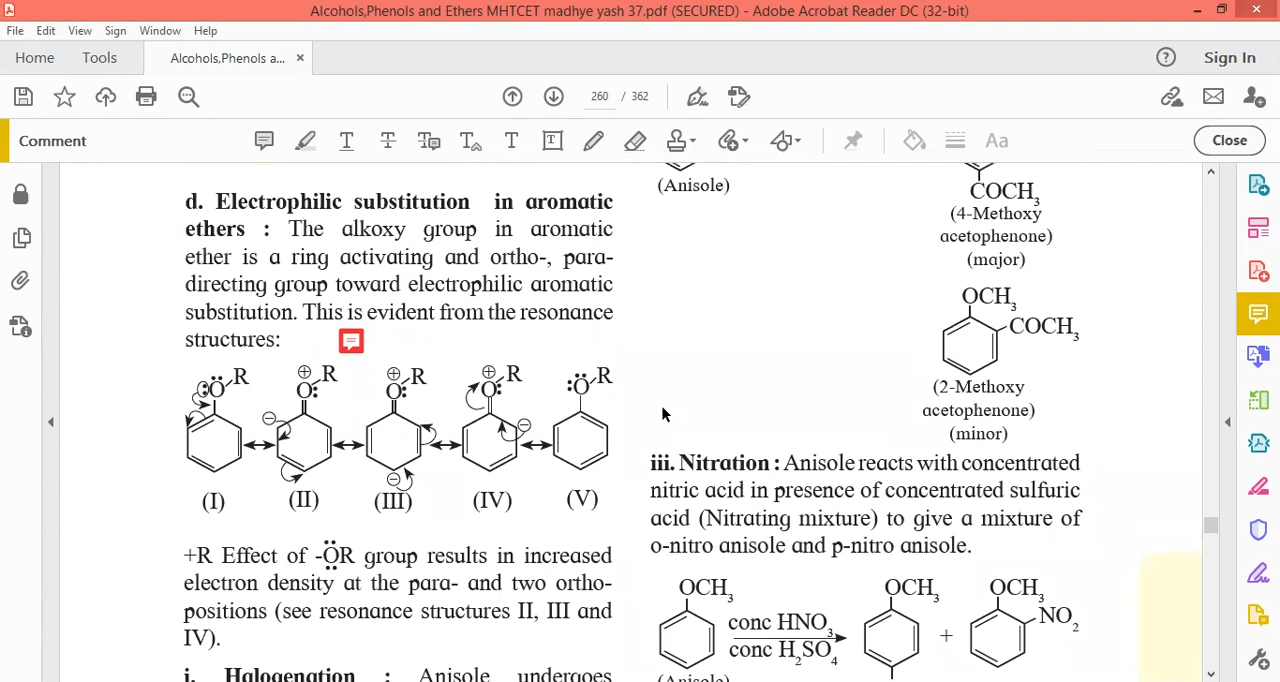 Alcohols,Phenols and Ethers MHTCET madhye yash 37.pdf (SECURED) - Adobe Acrobat Reader DC (32-bit)
File Edit View Sign Window Help
Home Tools Alcohols,Phenols a... × Sign In
260 / 362
Comment Close
d. Electrophilic substitution in aromatic
ethers : The alkoxy group in aromatic
ether is a ring activating and ortho-, para-
directing group toward electrophilic aromatic
substitution. This is evident from the resonance
structures:
Ö R ⊕ O: R ⊕ O: R ⊕ O: R :Ö R
⊖ ⊖ ⊖
(I) (II) (III) (IV) (V)
+R Effect of -ÖR group results in increased
electron density at the para- and two ortho-
positions (see resonance structures II, III and
IV).
i. Halogenation : Anisole undergoes
(Anisole)
COCH3
(4-Methoxy
acetophenone)
(major)
OCH3
COCH3
(2-Methoxy
acetophenone)
(minor)
iii. Nitration : Anisole reacts with concentrated
nitric acid in presence of concentrated sulfuric
acid (Nitrating mixture) to give a mixture of
o-nitro anisole and p-nitro anisole.
OCH3 OCH3 OCH3
conc HNO3 NO2
conc H2SO4 +
(Anisole)